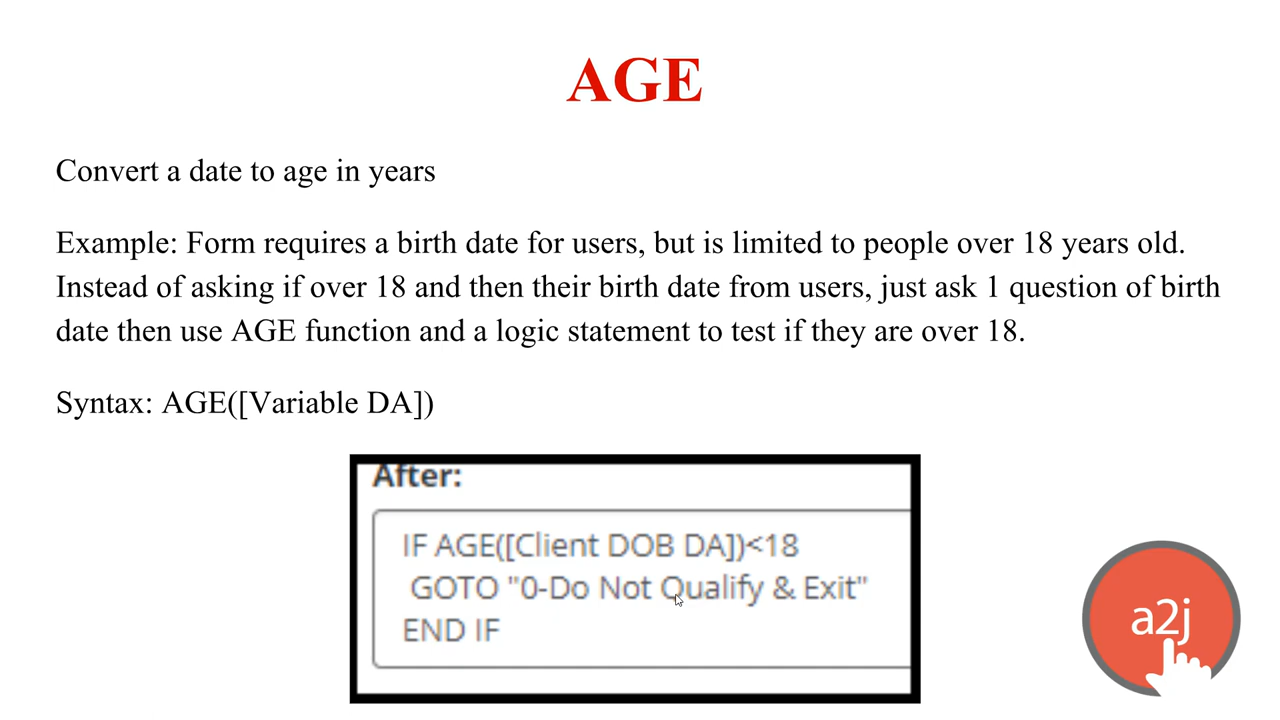 AGE
Convert a date to age in years
Example: Form requires a birth date for users, but is limited to people over 18 years old.
Instead of asking if over 18 and then their birth date from users, just ask 1 question of birth
date then use AGE function and a logic statement to test if they are over 18.
Syntax: AGE([Variable DA])
After:
IF AGE([Client DOB DA])<18
GOTO "0-Do Not Qualify & Exit"
END IF
a2j